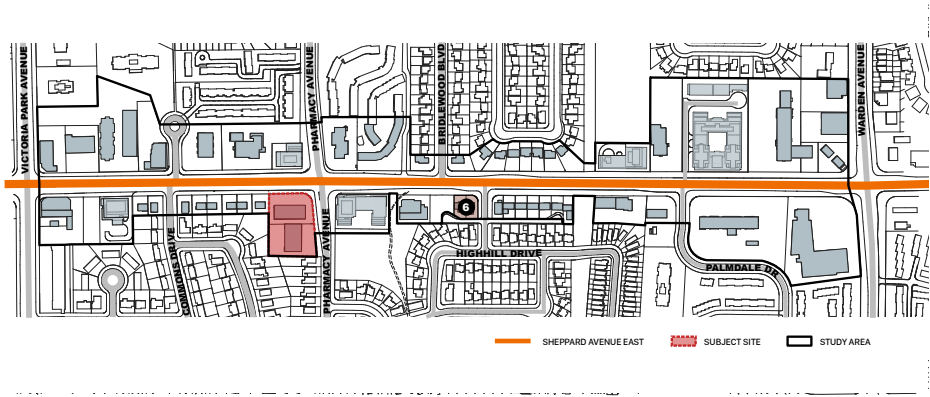 VICTORIA PARK AVENUE
PHARMACY AVENUE
BRIDLEWOOD BLVD
WARDEN AVENUE
6
COMMONS DRIVE
PHARMACY AVENUE
HIGHHILL DRIVE
PALMDALE DR
SHEPPARD AVENUE EAST
SUBJECT SITE
STUDY AREA